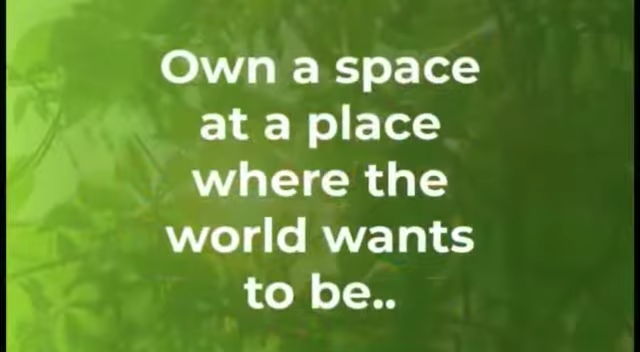 Own a space
at a place
where the
world wants
to be..